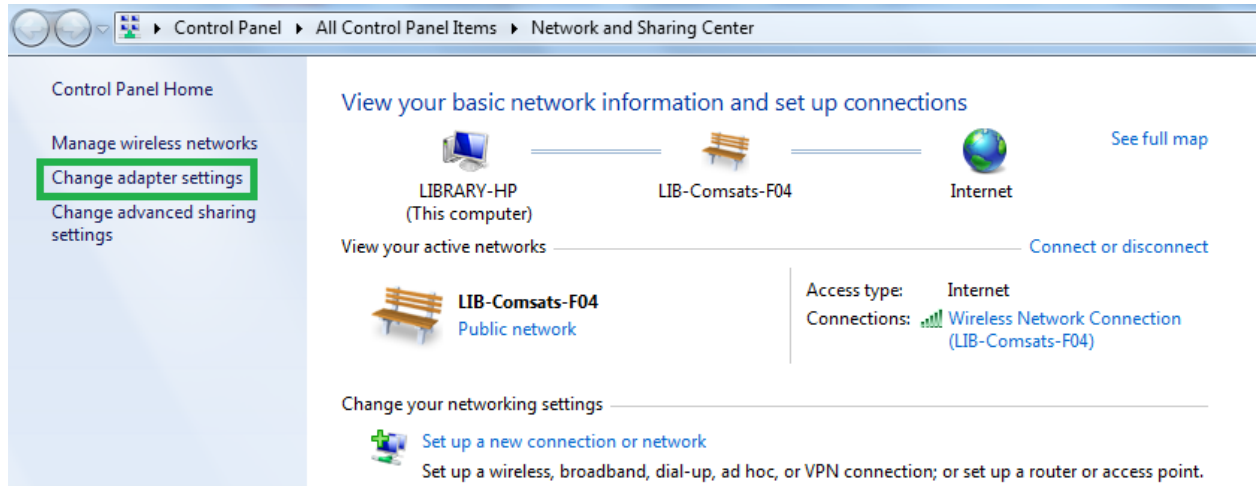 Control Panel ▸ All Control Panel Items ▸ Network and Sharing Center
Control Panel Home
Manage wireless networks
Change adapter settings
Change advanced sharing
settings
View your basic network information and set up connections
See full map
LIBRARY-HP
(This computer)
LIB-Comsats-F04
Internet
View your active networks
Connect or disconnect
LIB-Comsats-F04
Public network
Access type: Internet
Connections: Wireless Network Connection
(LIB-Comsats-F04)
Change your networking settings
Set up a new connection or network
Set up a wireless, broadband, dial-up, ad hoc, or VPN connection; or set up a router or access point.